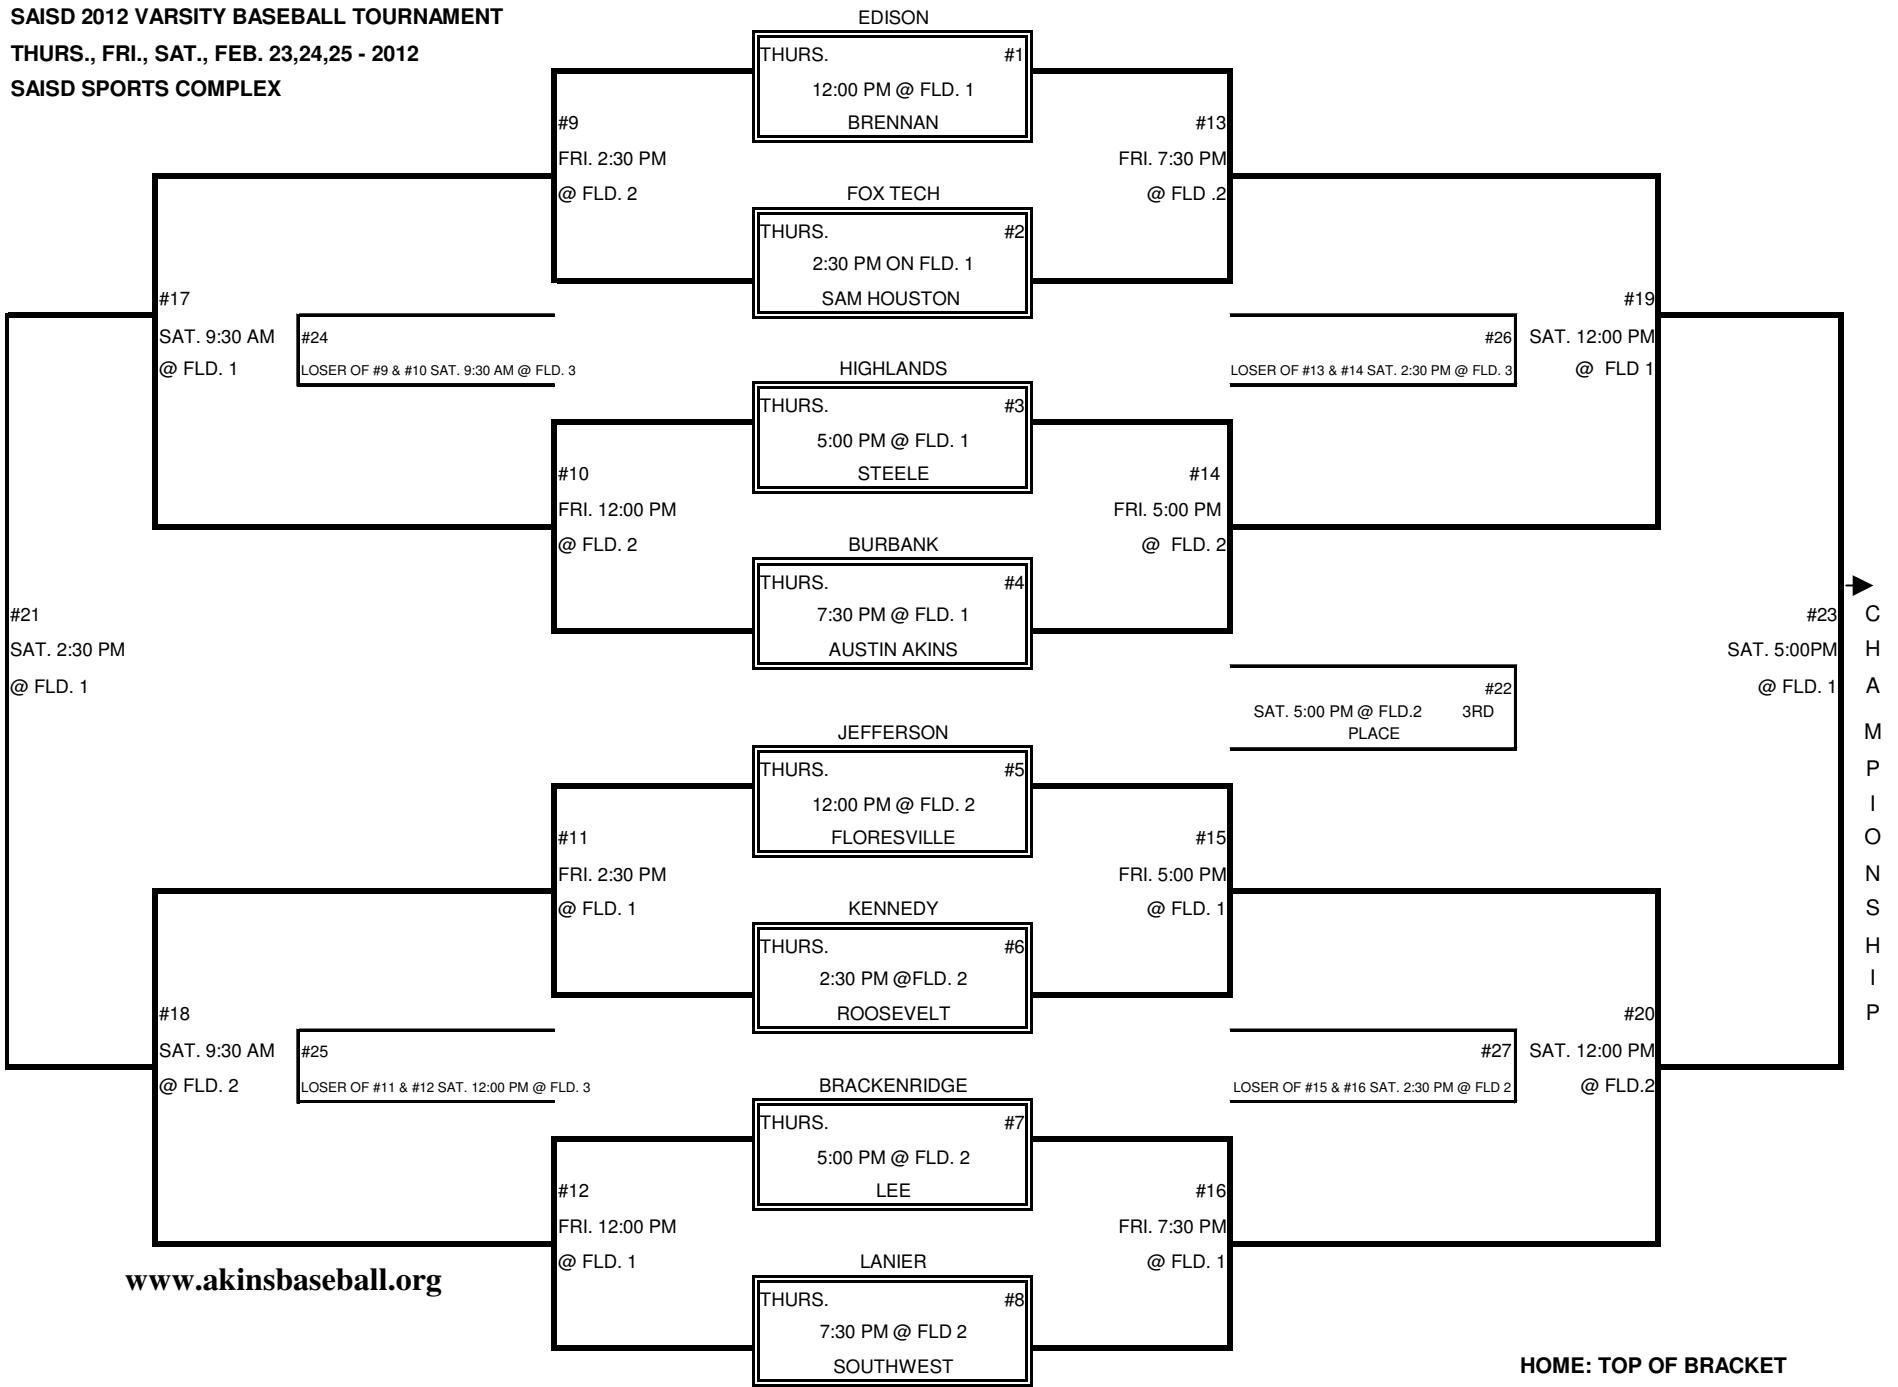 SAISD 2012 VARSITY BASEBALL TOURNAMENT
THURS., FRI., SAT., FEB. 23,24,25 - 2012
SAISD SPORTS COMPLEX
EDISON
THURS. #1
12:00 PM @ FLD. 1
BRENNAN
#9
FRI. 2:30 PM
@ FLD. 2
#13
FRI. 7:30 PM
@ FLD .2
FOX TECH
THURS. #2
2:30 PM ON FLD. 1
SAM HOUSTON
#17
SAT. 9:30 AM
@ FLD. 1
#24
LOSER OF #9 & #10 SAT. 9:30 AM @ FLD. 3
#26
LOSER OF #13 & #14 SAT. 2:30 PM @ FLD. 3
#19
SAT. 12:00 PM
@ FLD 1
HIGHLANDS
THURS. #3
5:00 PM @ FLD. 1
STEELE
#10
FRI. 12:00 PM
@ FLD. 2
#14
FRI. 5:00 PM
@ FLD. 2
BURBANK
THURS. #4
7:30 PM @ FLD. 1
AUSTIN AKINS
#21
SAT. 2:30 PM
@ FLD. 1
#23
SAT. 5:00PM
@ FLD. 1
CHAMPIONSHIP
#22
SAT. 5:00 PM @ FLD.2 3RD
PLACE
JEFFERSON
THURS. #5
12:00 PM @ FLD. 2
FLORESVILLE
#11
FRI. 2:30 PM
@ FLD. 1
#15
FRI. 5:00 PM
@ FLD. 1
KENNEDY
THURS. #6
2:30 PM @FLD. 2
ROOSEVELT
#18
SAT. 9:30 AM
@ FLD. 2
#25
LOSER OF #11 & #12 SAT. 12:00 PM @ FLD. 3
#27
LOSER OF #15 & #16 SAT. 2:30 PM @ FLD 2
#20
SAT. 12:00 PM
@ FLD.2
BRACKENRIDGE
THURS. #7
5:00 PM @ FLD. 2
LEE
#12
FRI. 12:00 PM
@ FLD. 1
#16
FRI. 7:30 PM
@ FLD. 1
LANIER
THURS. #8
7:30 PM @ FLD 2
SOUTHWEST
www.akinsbaseball.org
HOME: TOP OF BRACKET